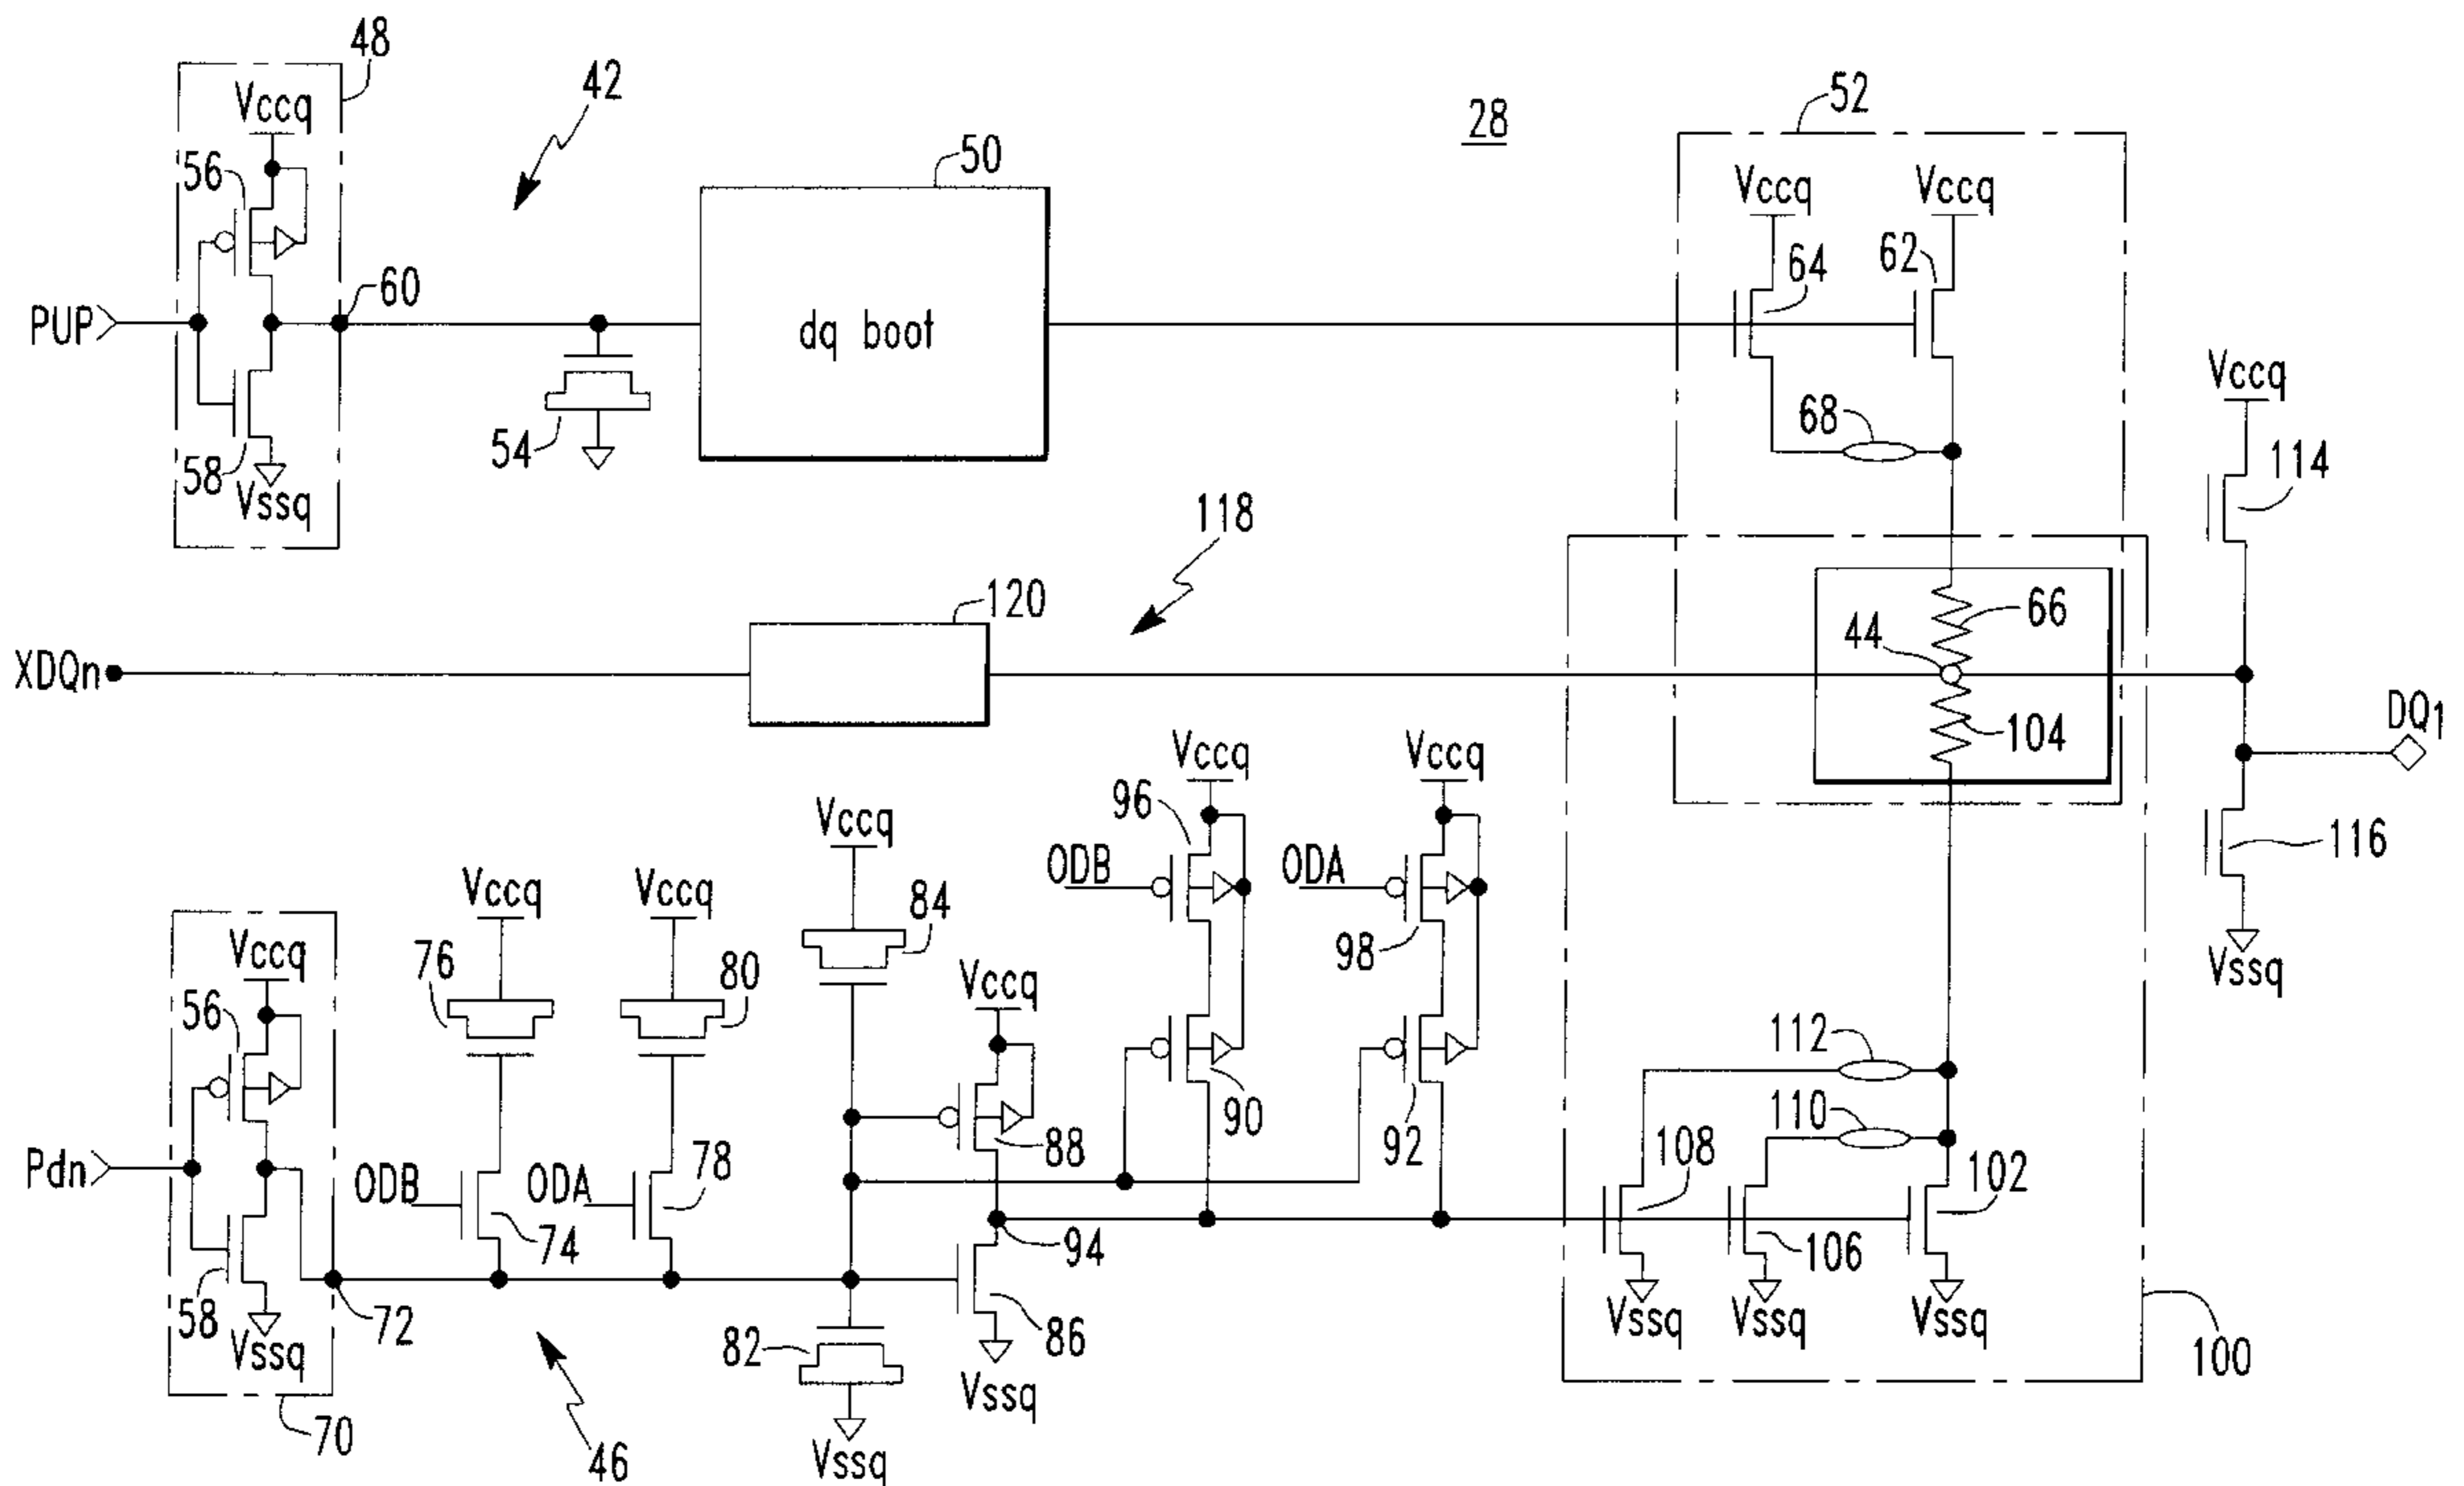 48
Vccq
56
58
Vssq
PUP
60
42
54
50
dq boot
28
52
Vccq
Vccq
64
62
68
Vccq
114
118
120
XDQn
66
44
104
DQ1
116
Vssq
Vccq
96
ODB
Vccq
ODA
98
90
92
Vccq
84
Vccq
76
Vccq
80
Vccq
88
Vccq
56
58
Vssq
Pdn
70
72
ODB
74
ODA
78
46
82
Vssq
94
86
Vssq
112
110
108
106
102
Vssq
Vssq
Vssq
100